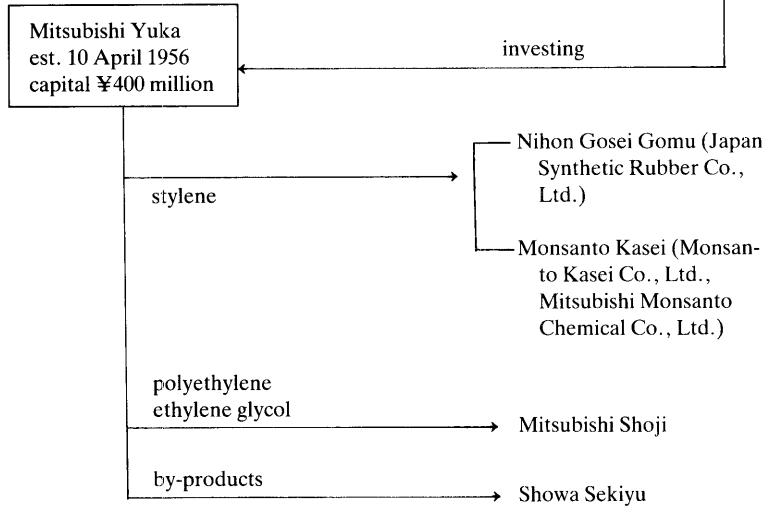 Mitsubishi Yuka
est. 10 April 1956
capital ¥400 million
investing
Nihon Gosei Gomu (Japan
Synthetic Rubber Co.,
Ltd.)
stylene
Monsanto Kasei (Monsan-
to Kasei Co., Ltd.,
Mitsubishi Monsanto
Chemical Co., Ltd.)
polyethylene
ethylene glycol
Mitsubishi Shoji
by-products
Showa Sekiyu